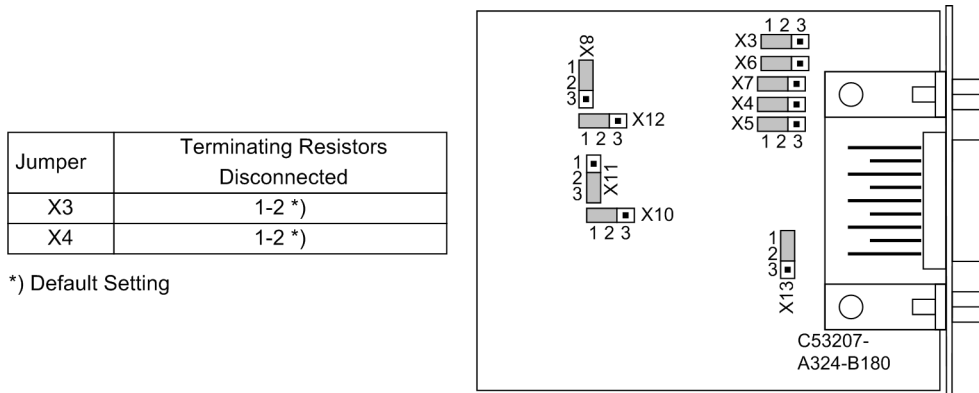 Jumper
Terminating Resistors
Disconnected
X3
1-2 *)
X4
1-2 *)
*) Default Setting
X8
1
2
3
X12
1 2 3
1
2
3
X11
X10
1 2 3
1 2 3
X3
X6
X7
X4
X5
1 2 3
1
2
3
X13
C53207-
A324-B180